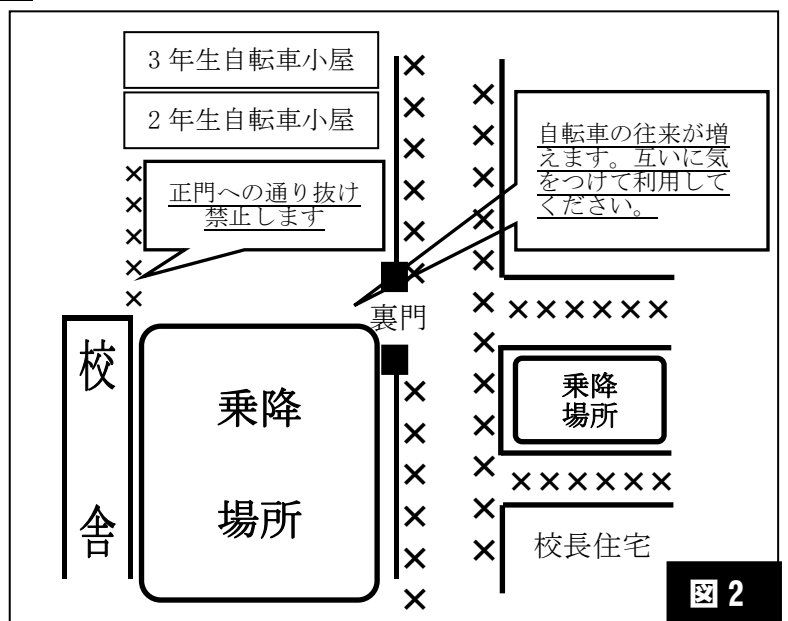 3 年生自転車小屋
2 年生自転車小屋
自転車の往来が増
えます。互いに気
をつけて利用して
ください。
正門への通り抜け
禁止します
裏門
校
舎
乗降
場所
乗降
場所
校長住宅
図 2